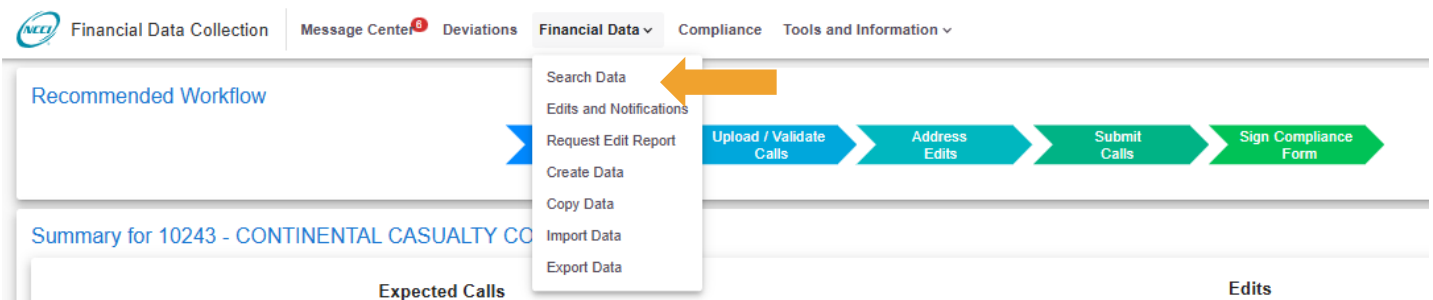 NCCI
Financial Data Collection
Message Center 6
Deviations
Financial Data
Compliance
Tools and Information
Search Data
Edits and Notifications
Request Edit Report
Create Data
Copy Data
Import Data
Export Data
Recommended Workflow
Upload / Validate
Calls
Address
Edits
Submit
Calls
Sign Compliance
Form
Summary for 10243 - CONTINENTAL CASUALTY CO
Expected Calls
Edits